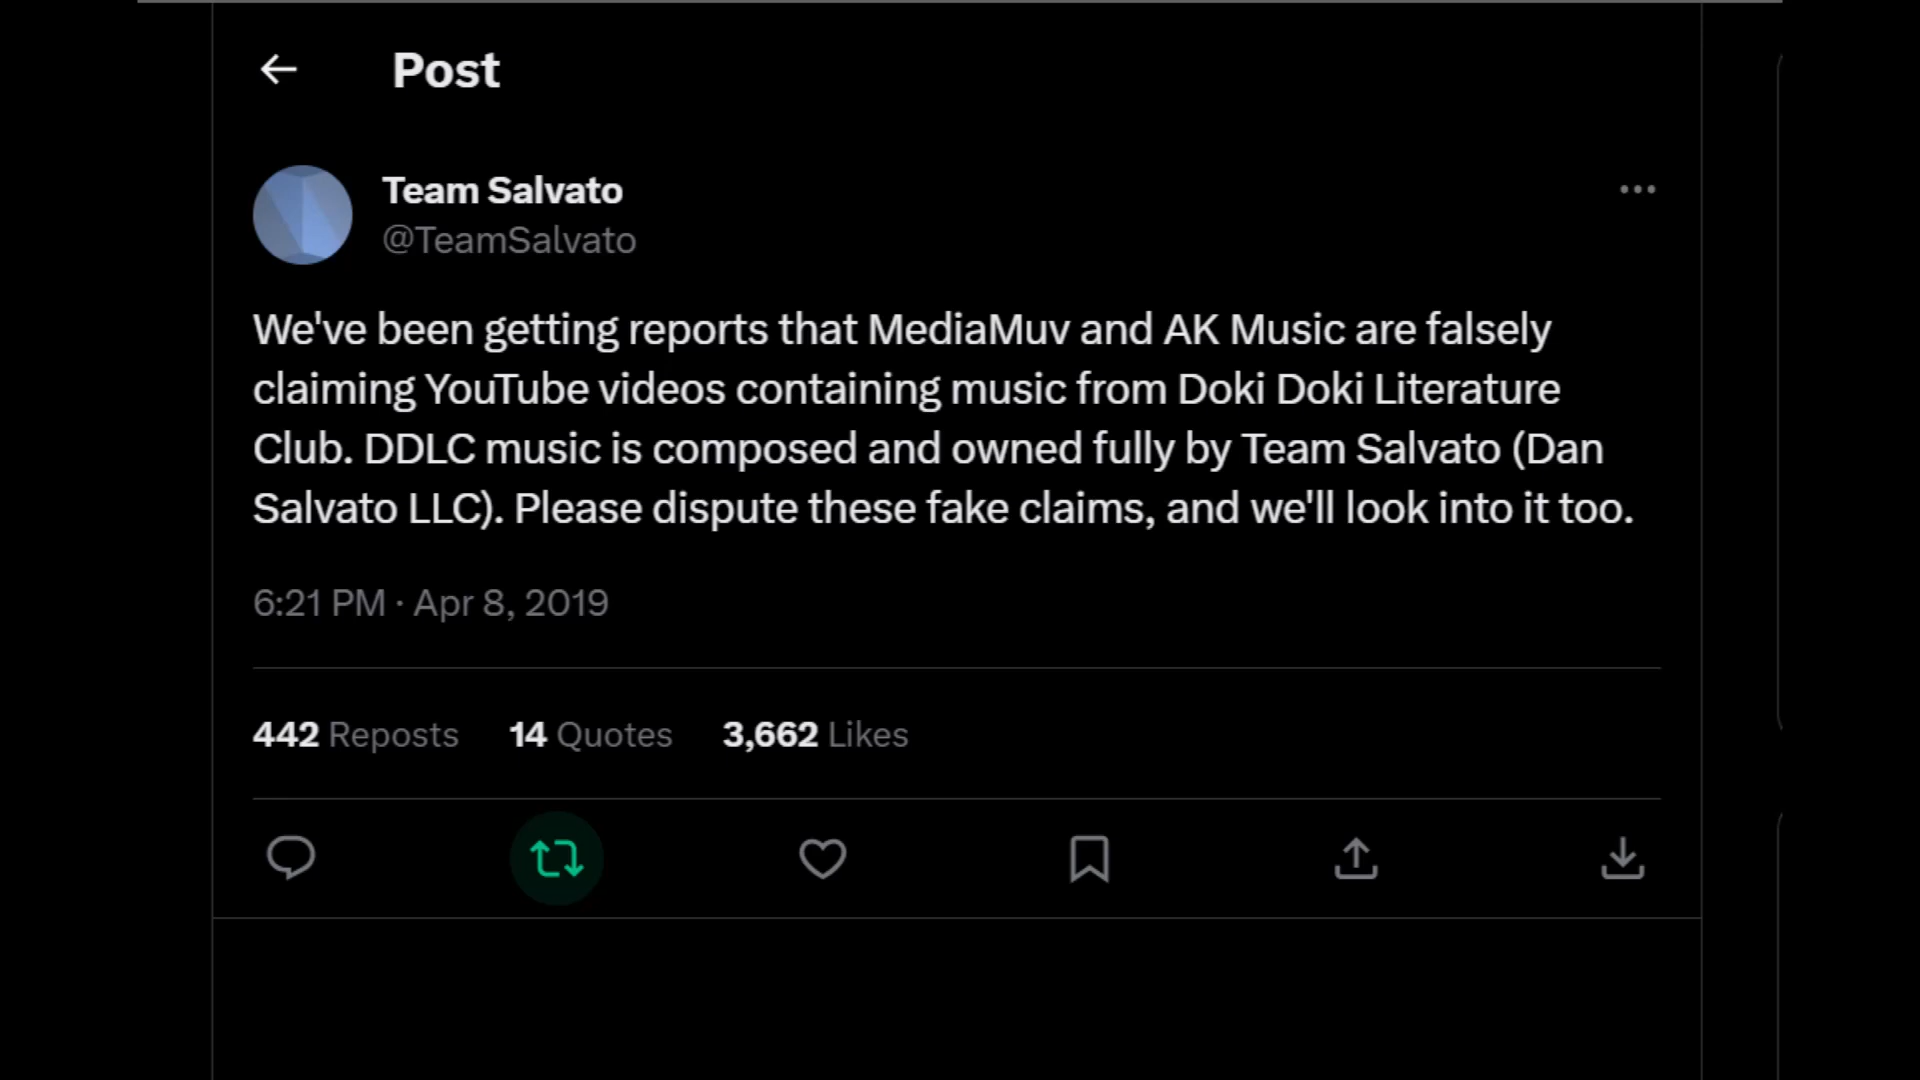 Post
Team Salvato
@TeamSalvato
We've been getting reports that MediaMuv and AK Music are falsely
claiming YouTube videos containing music from Doki Doki Literature
Club. DDLC music is composed and owned fully by Team Salvato (Dan
Salvato LLC). Please dispute these fake claims, and we'll look into it too.
6:21 PM · Apr 8, 2019
442 Reposts 14 Quotes 3,662 Likes